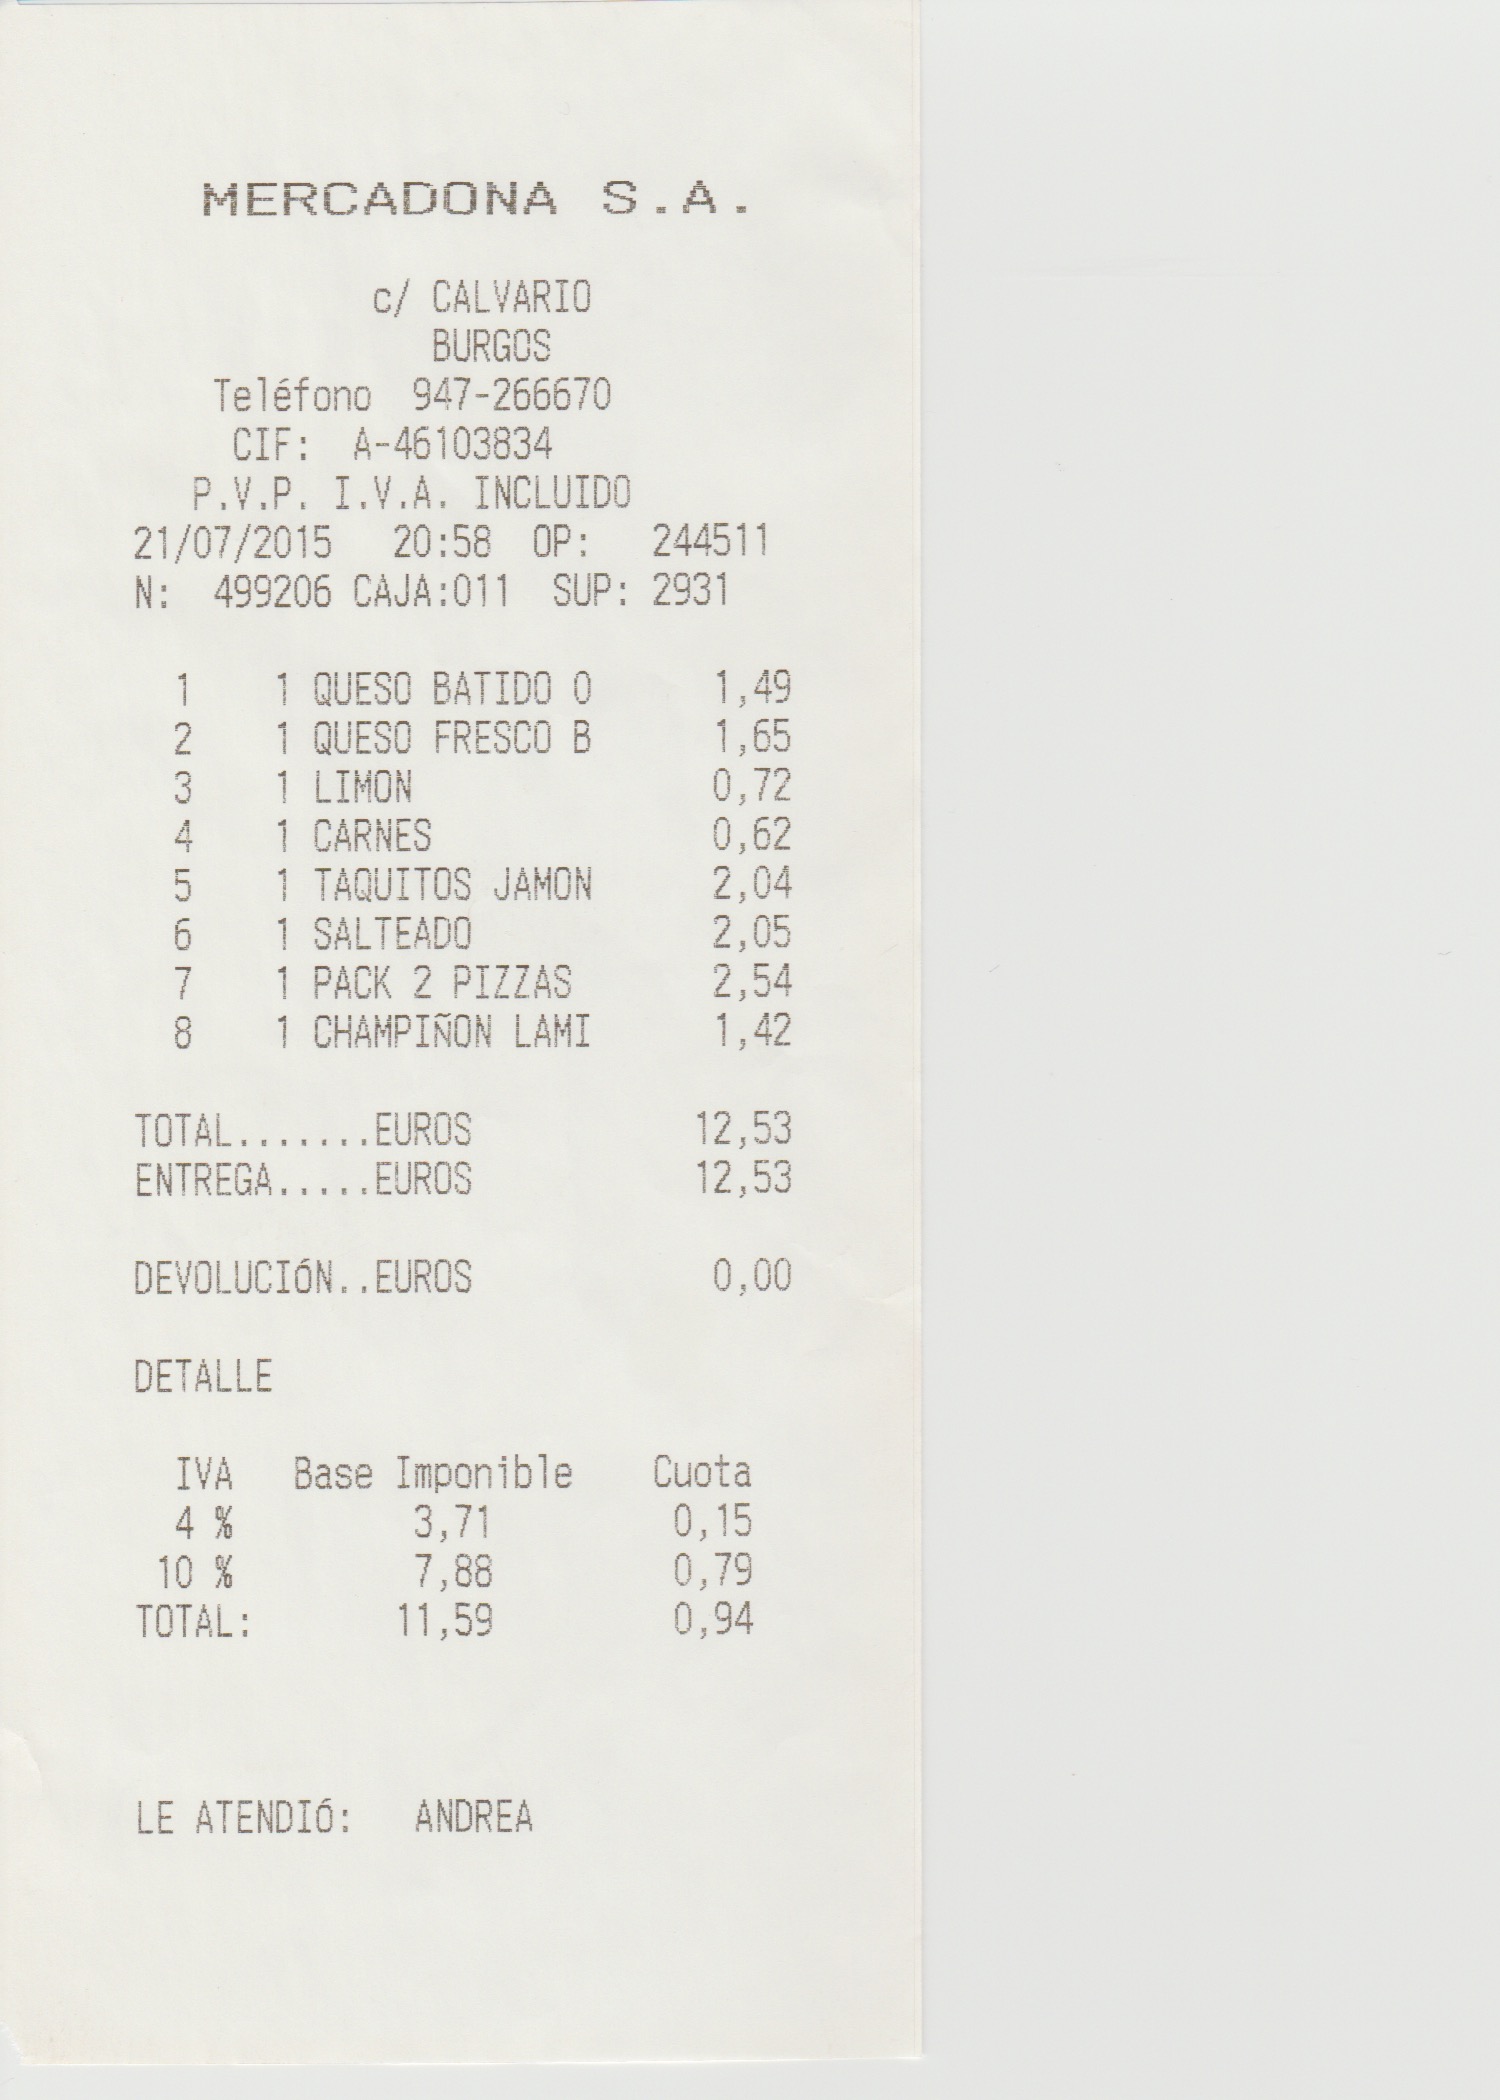 MERCADONA S.A.
c/ CALVARIO
BURGOS
Teléfono 947-266670
CIF: A-46103834
P.V.P. I.V.A. INCLUIDO
21/07/2015 20:58 OP: 244511
N: 499206 CAJA:011 SUP: 2931
1 1 QUESO BATIDO 0 1,49
2 1 QUESO FRESCO B 1,65
3 1 LIMON 0,72
4 1 CARNES 0,62
5 1 TAQUITOS JAMON 2,04
6 1 SALTEADO 2,05
7 1 PACK 2 PIZZAS 2,54
8 1 CHAMPIÑON LAMI 1,42
TOTAL.......EUROS 12,53
ENTREGA.....EUROS 12,53
DEVOLUCIóN..EUROS 0,00
DETALLE
IVA Base Imponible Cuota
4 % 3,71 0,15
10 % 7,88 0,79
TOTAL: 11,59 0,94
LE ATENDIó: ANDREA